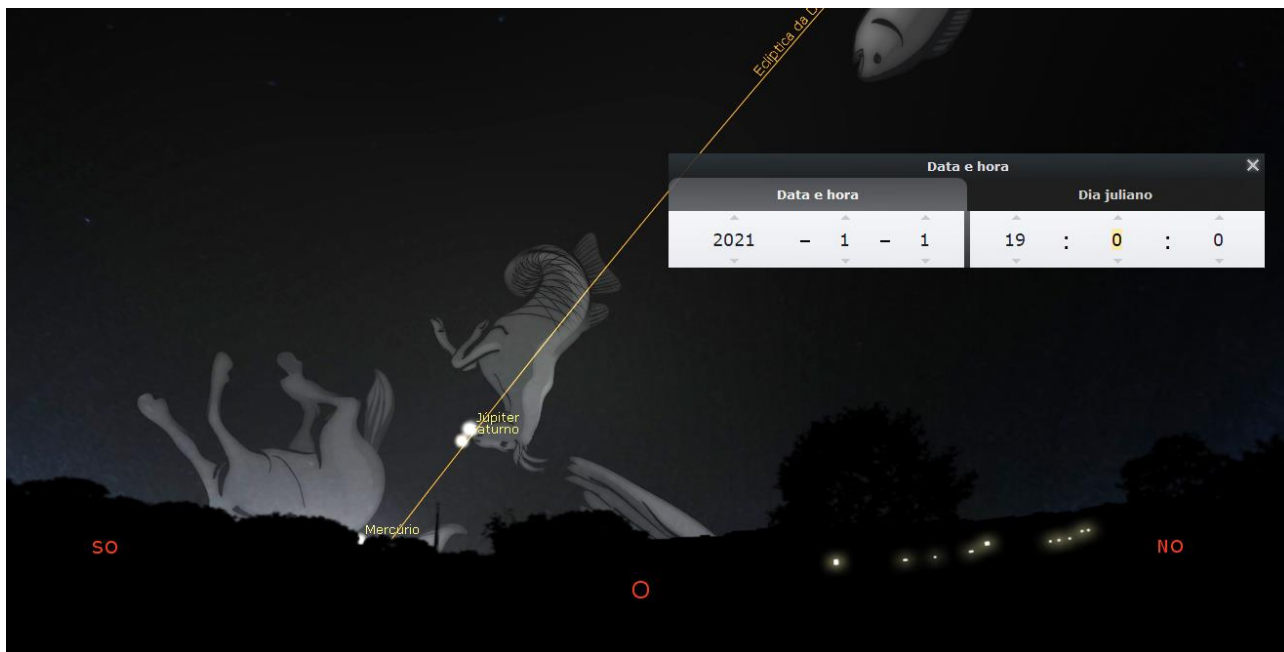 Eclíptica da D
Data e hora
Data e hora
Dia juliano
2021 – 1 – 1
19 : 0 : 0
Júpiter
aturno
Mercúrio
SO
NO
O